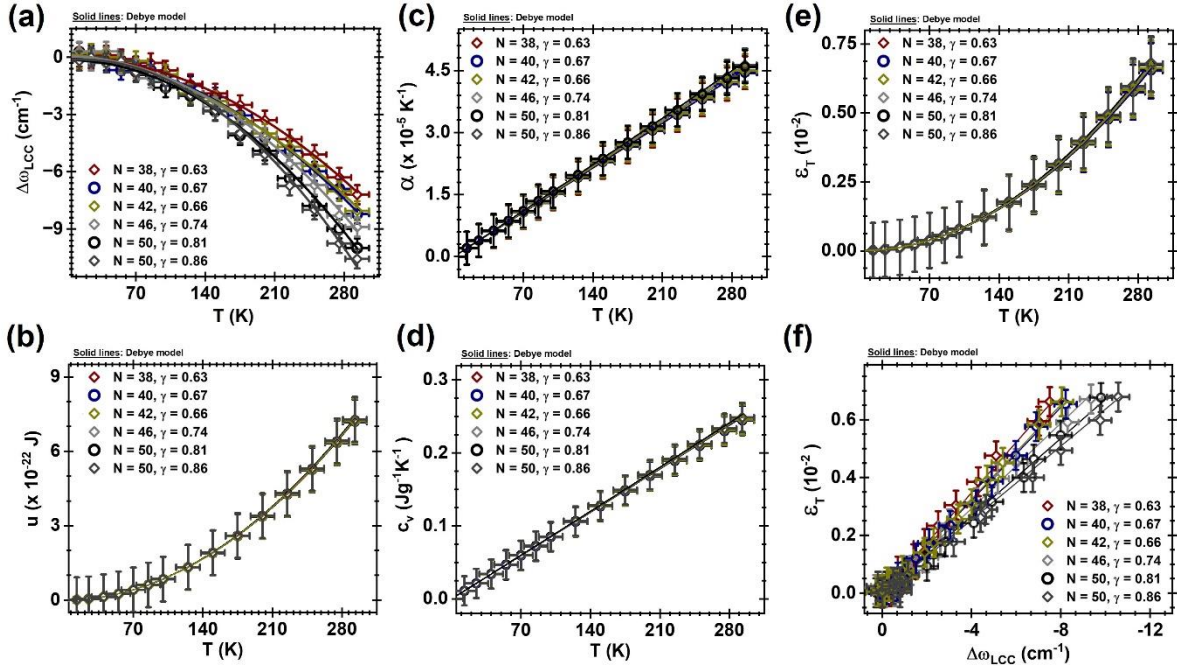 (a)
Solid lines: Debye model
0
-3
-6
-9
Δω_LCC (cm⁻¹)
N = 38, γ = 0.63
N = 40, γ = 0.67
N = 42, γ = 0.66
N = 46, γ = 0.74
N = 50, γ = 0.81
N = 50, γ = 0.86
70 140 210 280
T (K)
(c)
Solid lines: Debye model
N = 38, γ = 0.63
N = 40, γ = 0.67
N = 42, γ = 0.66
N = 46, γ = 0.74
N = 50, γ = 0.81
N = 50, γ = 0.86
4.5
3.0
1.5
0.0
α (x 10⁻⁵ K⁻¹)
70 140 210 280
T (K)
(e)
Solid lines: Debye model
N = 38, γ = 0.63
N = 40, γ = 0.67
N = 42, γ = 0.66
N = 46, γ = 0.74
N = 50, γ = 0.81
N = 50, γ = 0.86
0.75
0.50
0.25
0.00
ε_T (10⁻²)
70 140 210 280
T (K)
(b)
Solid lines: Debye model
N = 38, γ = 0.63
N = 40, γ = 0.67
N = 42, γ = 0.66
N = 46, γ = 0.74
N = 50, γ = 0.81
N = 50, γ = 0.86
9
6
3
0
u (x 10⁻²² J)
70 140 210 280
T (K)
(d)
Solid lines: Debye model
N = 38, γ = 0.63
N = 40, γ = 0.67
N = 42, γ = 0.66
N = 46, γ = 0.74
N = 50, γ = 0.81
N = 50, γ = 0.86
0.3
0.2
0.1
0.0
c_v (Jg⁻¹K⁻¹)
70 140 210 280
T (K)
(f)
Solid lines: Debye model
0.8
0.6
0.4
0.2
0.0
ε_T (10⁻²)
N = 38, γ = 0.63
N = 40, γ = 0.67
N = 42, γ = 0.66
N = 46, γ = 0.74
N = 50, γ = 0.81
N = 50, γ = 0.86
0 -4 -8 -12
Δω_LCC (cm⁻¹)